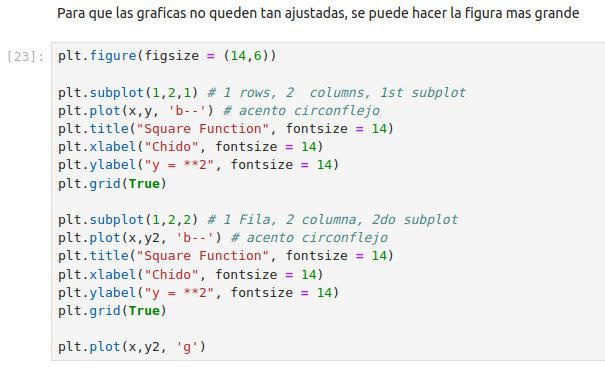 Para que las graficas no queden tan ajustadas, se puede hacer la figura mas grande
[23]: plt.figure(figsize = (14,6))
plt.subplot(1,2,1) # 1 rows, 2  columns, 1st subplot
plt.plot(x,y, 'b--') # acento circonflejo
plt.title("Square Function", fontsize = 14)
plt.xlabel("Chido", fontsize = 14)
plt.ylabel("y = **2", fontsize = 14)
plt.grid(True)
plt.subplot(1,2,2) # 1 Fila, 2 columna, 2do subplot
plt.plot(x,y2, 'b--') # acento circonflejo
plt.title("Square Function", fontsize = 14)
plt.xlabel("Chido", fontsize = 14)
plt.ylabel("y = **2", fontsize = 14)
plt.grid(True)
plt.plot(x,y2, 'g')